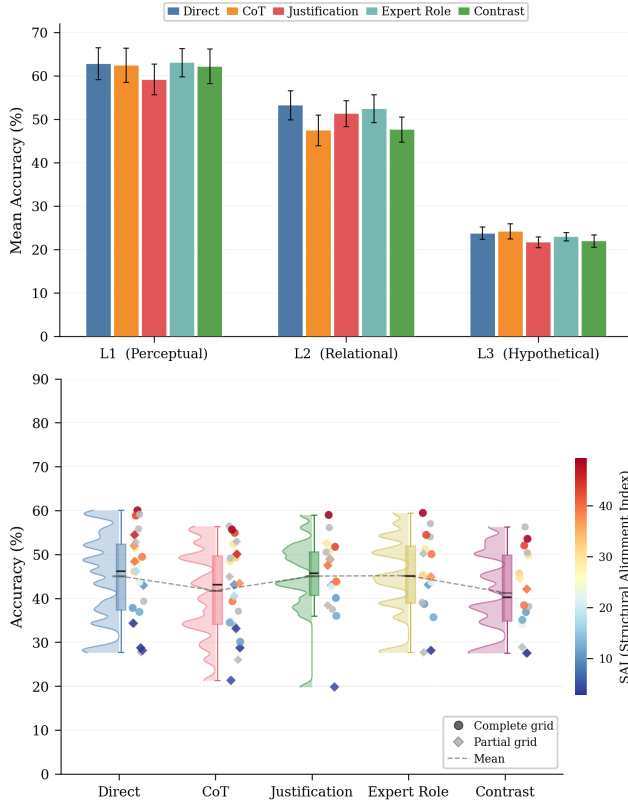 Direct CoT Justification Expert Role Contrast
70
60
50
40
30
20
10
0
Mean Accuracy (%)
L1 (Perceptual) L2 (Relational) L3 (Hypothetical)
90
80
70
60
50
40
30
20
10
0
Accuracy (%)
Complete grid
Partial grid
Mean
Direct CoT Justification Expert Role Contrast
40
30
20
10
SAI (Structural Alignment Index)